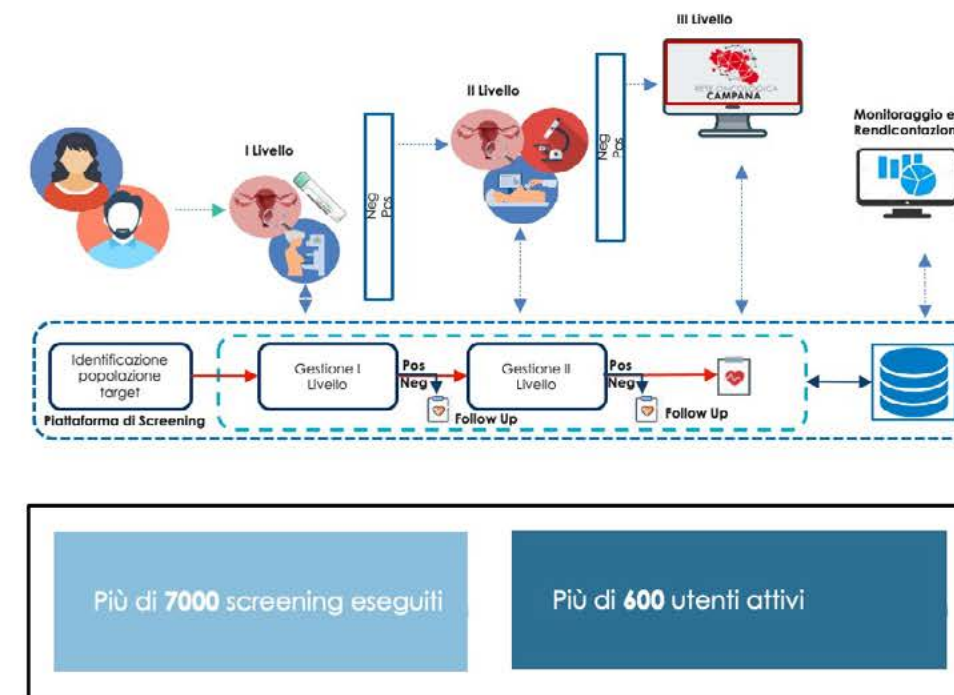 III Livello
II Livello
I Livello
RETE ONCOLOGICA
CAMPANA
Monitoraggio e
Rendicontazion
Neg
Pos
Neg
Pos
Identificazione
popolazione
target
Gestione I
Livello
Pos
Neg
Gestione II
Livello
Pos
Neg
Piattaforma di Screening
Follow Up
Follow Up
Più di 7000 screening eseguiti
Più di 600 utenti attivi